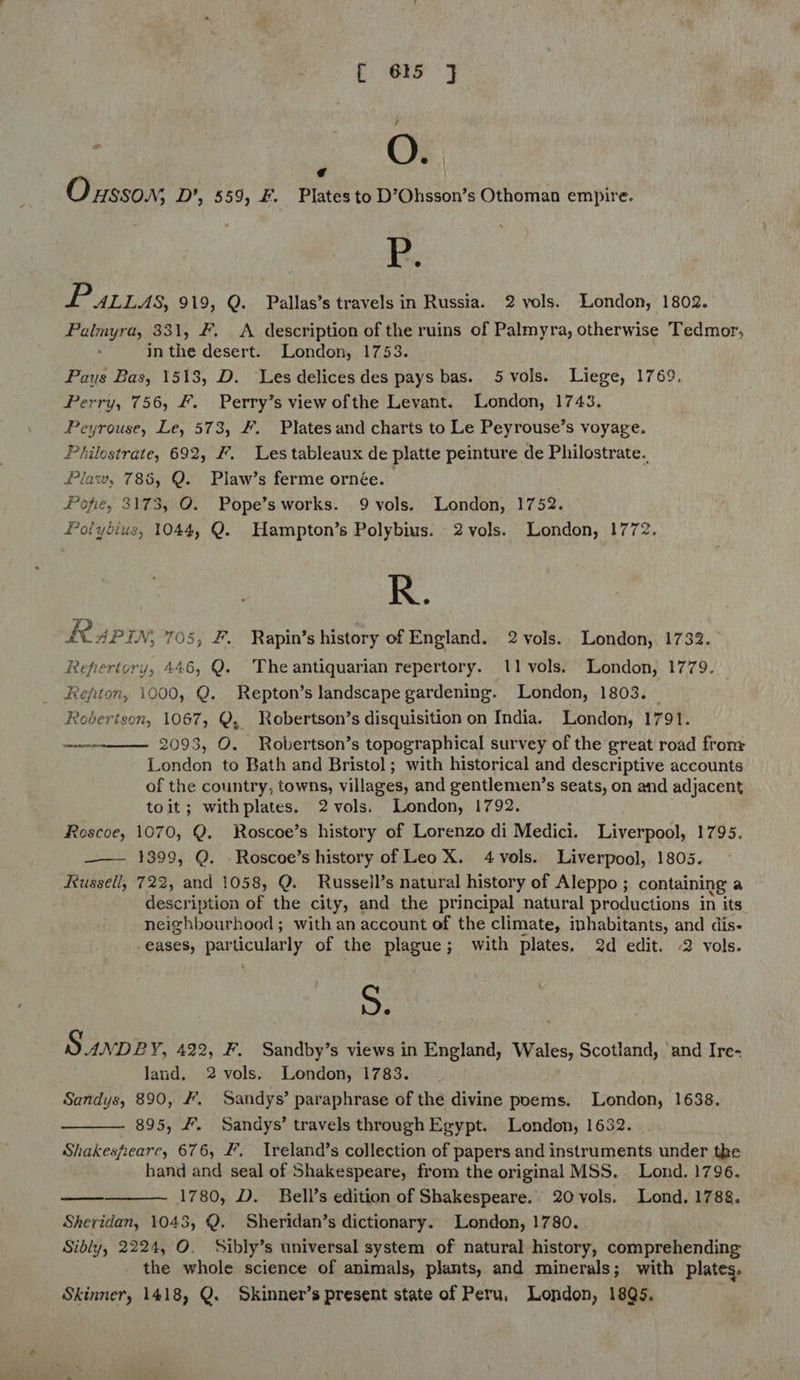 [ 615 ]
O.
OHSSON, D', 559, F. Plates to D'Ohsson's Othoman empire.
P.
PALLAS, 919, Q. Pallas's travels in Russia. 2 vols. London, 1802.
Palmyra, 331, F. A description of the ruins of Palmyra, otherwise Tedmor,
in the desert. London, 1753.
Pays Bas, 1513, D. Les delices des pays bas. 5 vols. Liege, 1769.
Perry, 756, F. Perry's view of the Levant. London, 1743.
Peyrouse, Le, 573, F. Plates and charts to Le Peyrouse's voyage.
Philostrate, 692, F. Les tableaux de platte peinture de Philostrate.
Plaw, 786, Q. Plaw's ferme ornée.
Pope, 3173, O. Pope's works. 9 vols. London, 1752.
Polybius, 1044, Q. Hampton's Polybius. 2 vols. London, 1772.
R.
RAPIN, 705, F. Rapin's history of England. 2 vols. London, 1732.
Repertory, 446, Q. The antiquarian repertory. 11 vols. London, 1779.
Repton, 1000, Q. Repton's landscape gardening. London, 1803.
Robertson, 1067, Q. Robertson's disquisition on India. London, 1791.
——— 2093, O. Robertson's topographical survey of the great road from
London to Bath and Bristol; with historical and descriptive accounts
of the country, towns, villages, and gentlemen's seats, on and adjacent
to it; with plates. 2 vols. London, 1792.
Roscoe, 1070, Q. Roscoe's history of Lorenzo di Medici. Liverpool, 1795.
—— 1399, Q. Roscoe's history of Leo X. 4 vols. Liverpool, 1805.
Russell, 722, and 1058, Q. Russell's natural history of Aleppo; containing a
description of the city, and the principal natural productions in its
neighbourhood; with an account of the climate, inhabitants, and dis-
eases, particularly of the plague; with plates. 2d edit. 2 vols.
S.
SANDBY, 422, F. Sandby's views in England, Wales, Scotland, and Ire-
land. 2 vols. London, 1783.
Sandys, 890, F. Sandys' paraphrase of the divine poems. London, 1638.
——— 895, F. Sandys' travels through Egypt. London, 1632.
Shakespeare, 676, F. Ireland's collection of papers and instruments under the
hand and seal of Shakespeare, from the original MSS. Lond. 1796.
———— 1780, D. Bell's edition of Shakespeare. 20 vols. Lond. 1788.
Sheridan, 1043, Q. Sheridan's dictionary. London, 1780.
Sibly, 2224, O. Sibly's universal system of natural history, comprehending
the whole science of animals, plants, and minerals; with plates.
Skinner, 1418, Q. Skinner's present state of Peru. London, 1805.